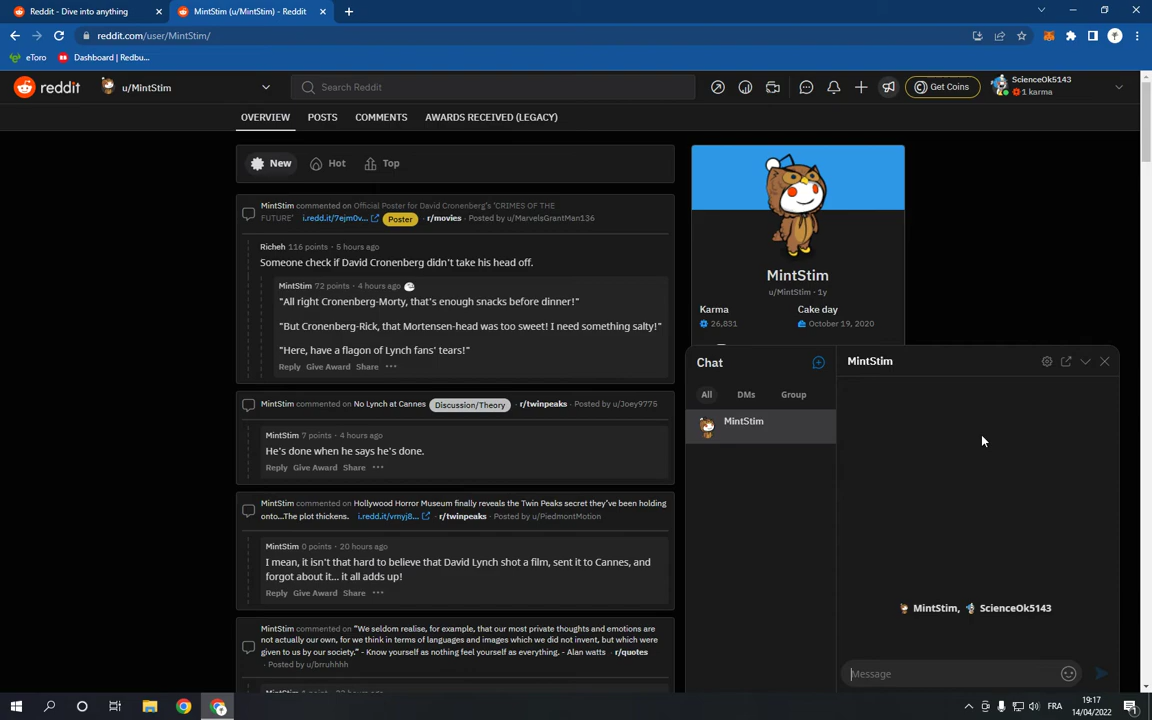 Reddit - Dive into anything
MintStim (u/MintStim) - Reddit
reddit.com/user/MintStim/
eToro
Dashboard | Redbu...
reddit
u/MintStim
Search Reddit
Get Coins
ScienceOk5143
1 karma
OVERVIEW
POSTS
COMMENTS
AWARDS RECEIVED (LEGACY)
New
Hot
Top
MintStim commented on Official Poster for David Cronenberg's 'CRIMES OF THE
FUTURE' i.redd.it/7ejm0v... Poster · r/movies · Posted by u/MarvelsGrantMan136
Richeh 116 points · 5 hours ago
Someone check if David Cronenberg didn't take his head off.
MintStim 72 points · 4 hours ago
"All right Cronenberg-Morty, that's enough snacks before dinner!"
"But Cronenberg-Rick, that Mortensen-head was too sweet! I need something salty!"
"Here, have a flagon of Lynch fans' tears!"
Reply Give Award Share
MintStim commented on No Lynch at Cannes Discussion/Theory · r/twinpeaks · Posted by u/Joey9775
MintStim 7 points · 4 hours ago
He's done when he says he's done.
Reply Give Award Share
MintStim commented on Hollywood Horror Museum finally reveals the Twin Peaks secret they've been holding
onto...The plot thickens. i.redd.it/vmyj8... · r/twinpeaks · Posted by u/PiedmontMotion
MintStim 0 points · 20 hours ago
I mean, it isn't that hard to believe that David Lynch shot a film, sent it to Cannes, and
forgot about it... it all adds up!
Reply Give Award Share
MintStim commented on "We seldom realise, for example, that our most private thoughts and emotions are
not actually our own, for we think in terms of languages and images which we did not invent, but which were
given to us by our society." - Know yourself as nothing feel yourself as everything. - Alan watts · r/quotes
· Posted by u/bruhhhh
MintStim
u/MintStim · 1y
Karma
Cake day
26,831
October 19, 2020
Chat
All
DMs
Group
MintStim
MintStim
MintStim, ScienceOk5143
Message
FRA
19:17
14/04/2022